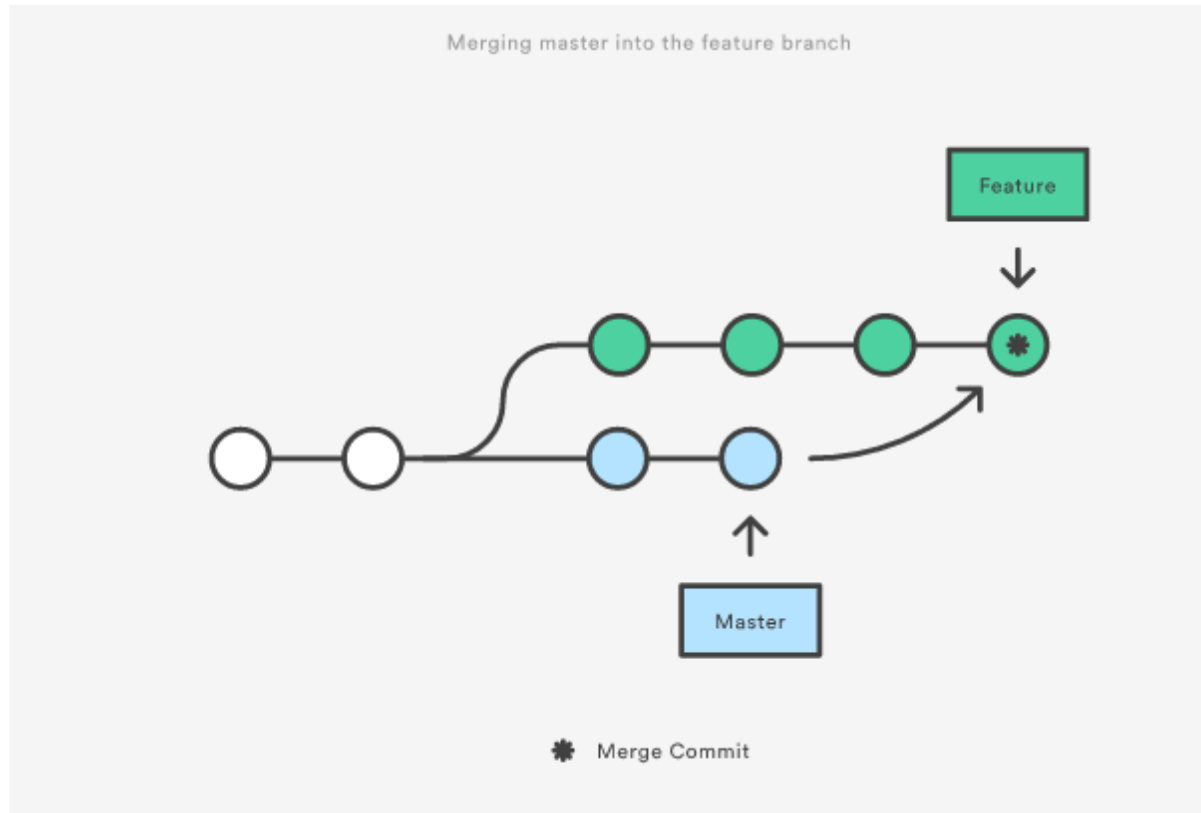 Merging master into the feature branch
Feature
Master
Merge Commit